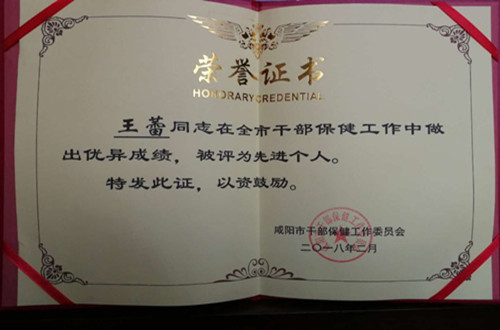 荣誉证书
HONORARY CREDENTIAL
王蕾同志在全市干部保健工作中做
出优异成绩，被评为先进个人。
特发此证，以资鼓励。
咸阳市干部保健工作委员会
二〇一八年二月